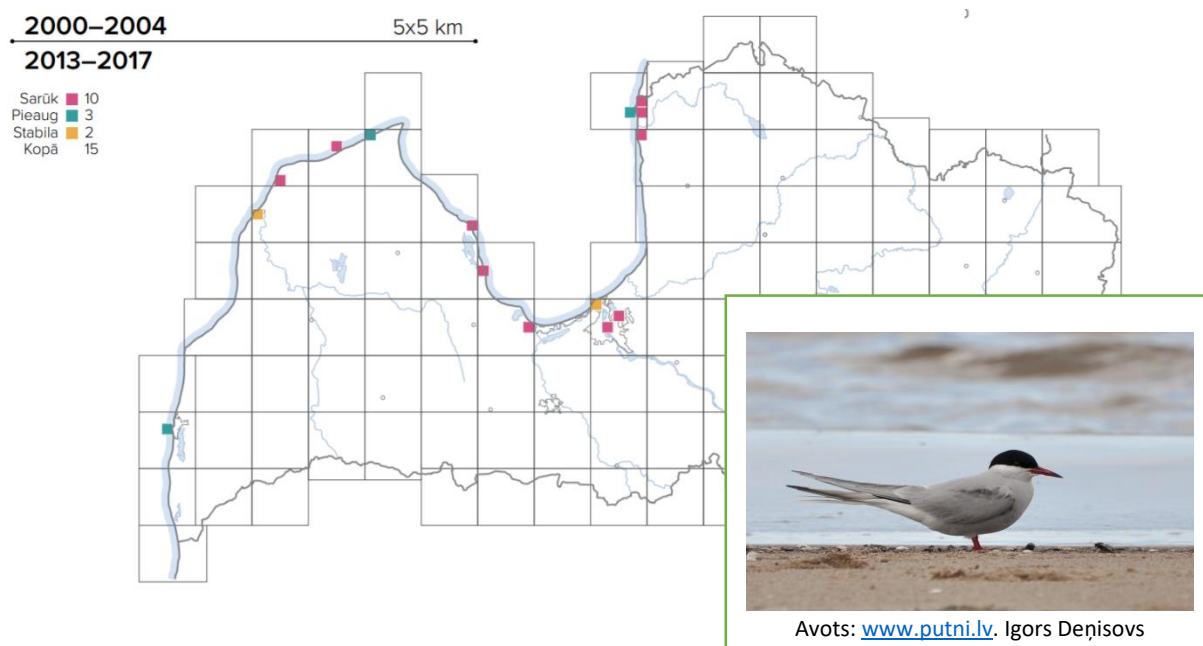 2000–2004
5x5 km
2013–2017
Sarūk 10
Pieaug 3
Stabila 2
Kopā 15
Avots: www.putni.lv. Igors Deņisovs